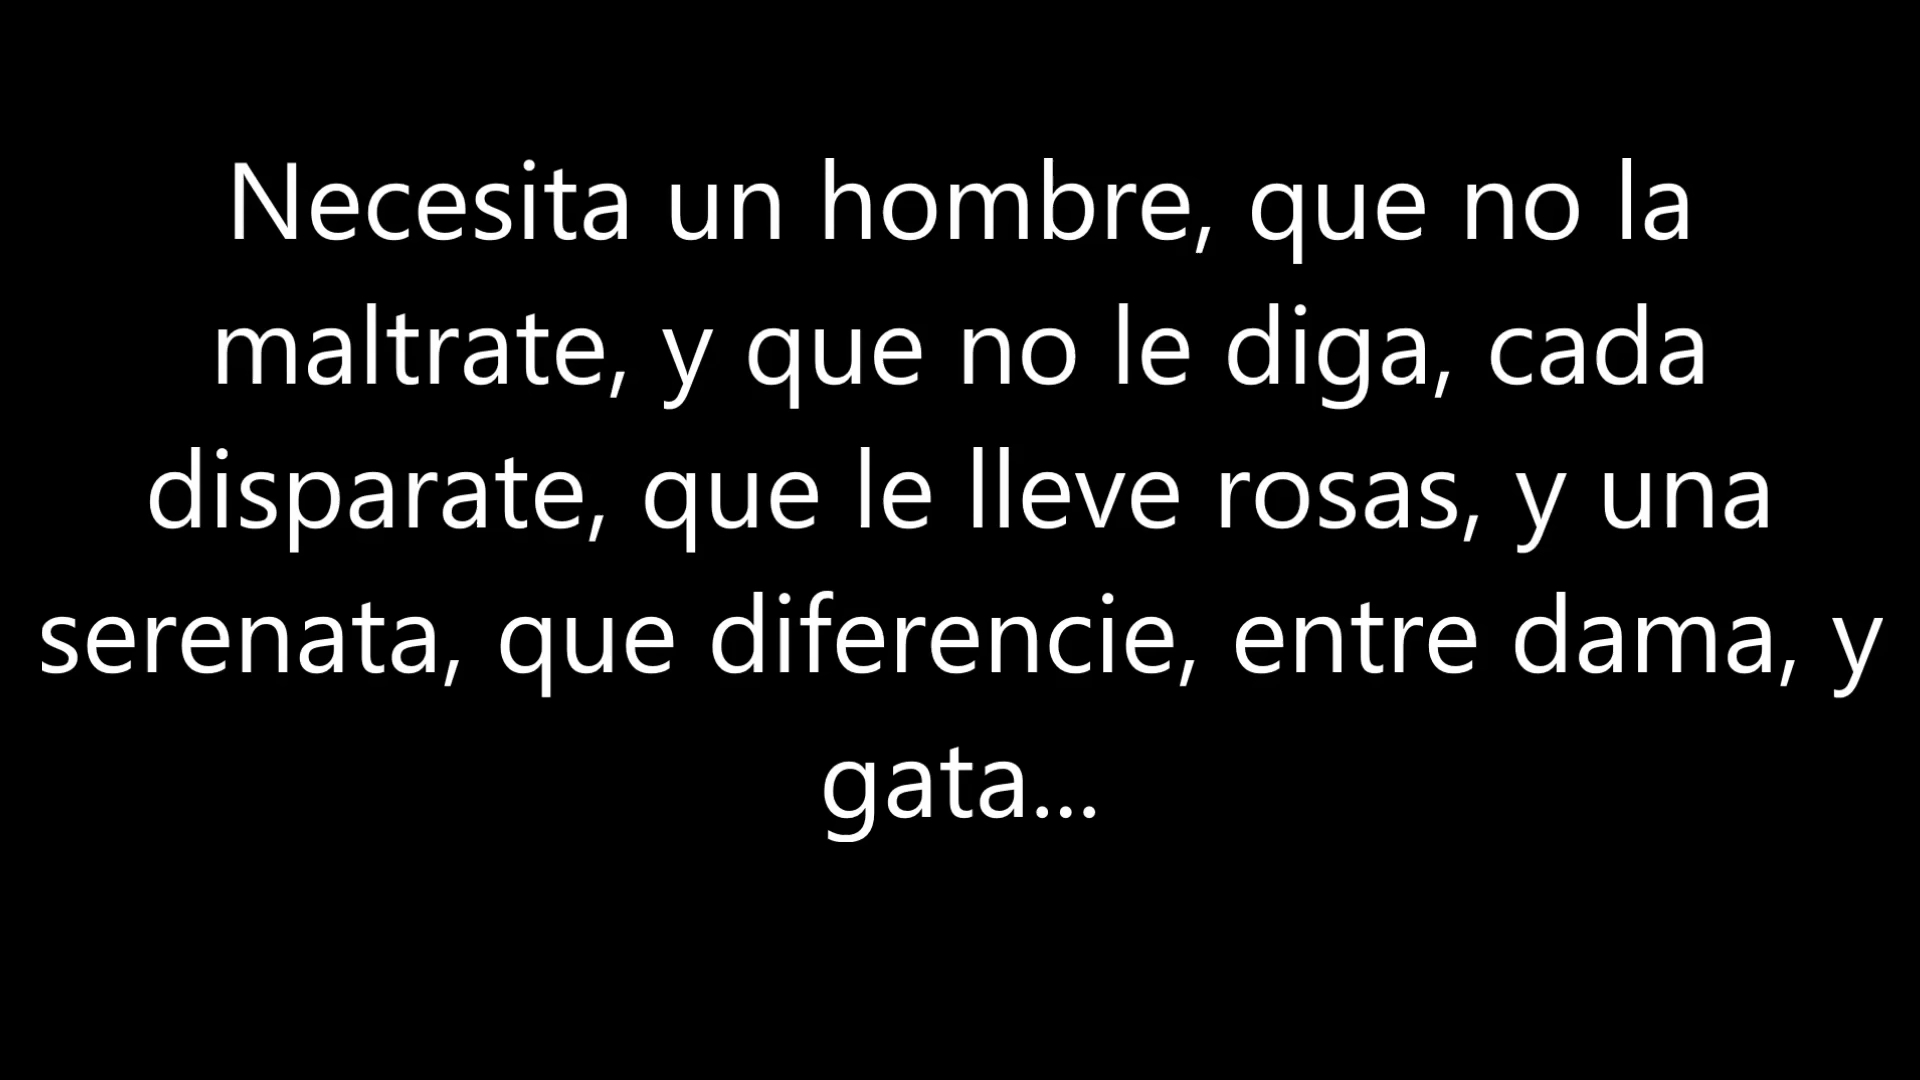 Necesita un hombre, que no la
maltrate, y que no le diga, cada
disparate, que le lleve rosas, y una
serenata, que diferencie, entre dama, y
gata...